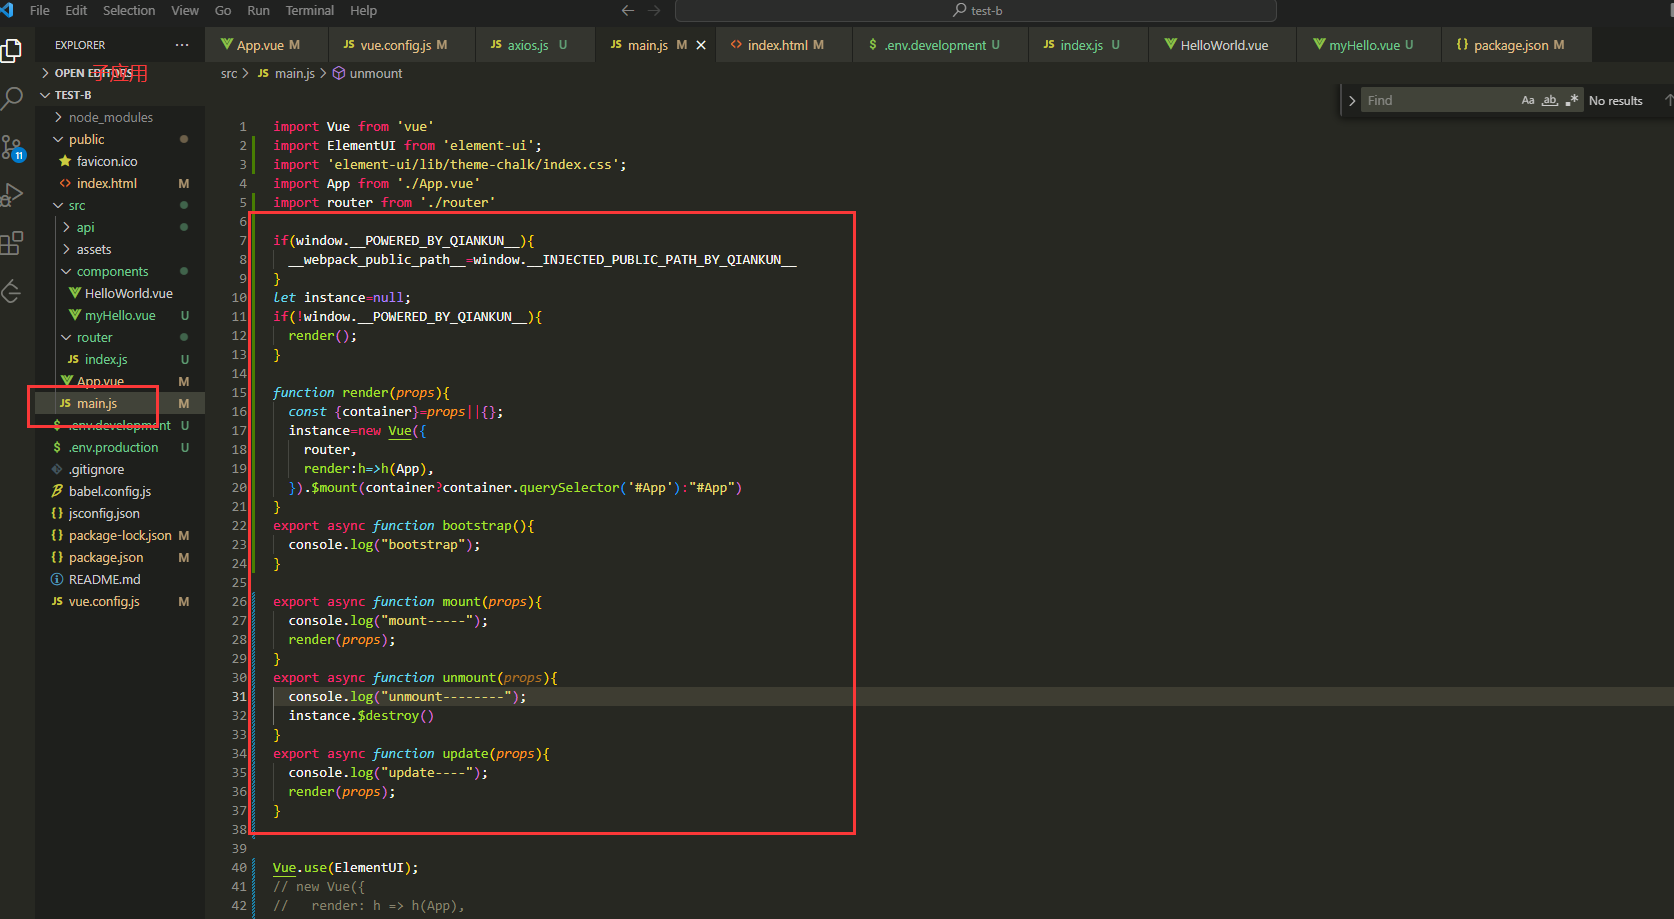 File Edit Selection View Go Run Terminal Help
test-b
EXPLORER
App.vue M
vue.config.js M
axios.js U
main.js M
index.html M
.env.development U
index.js U
HelloWorld.vue
myHello.vue U
package.json M
OPEN EDITORS
子应用
src > JS main.js > unmount
TEST-B
node_modules
public
favicon.ico
index.html M
src
api
assets
components
HelloWorld.vue
myHello.vue U
router
JS index.js U
App.vue M
JS main.js M
$ .env.development U
$ .env.production U
.gitignore
babel.config.js
{} jsconfig.json
{} package-lock.json M
{} package.json M
README.md
JS vue.config.js M
11
Find
Aa ab .*
No results
1 import Vue from 'vue'
2 import ElementUI from 'element-ui';
3 import 'element-ui/lib/theme-chalk/index.css';
4 import App from './App.vue'
5 import router from './router'
6
7 if(window.__POWERED_BY_QIANKUN__){
8 __webpack_public_path__=window.__INJECTED_PUBLIC_PATH_BY_QIANKUN__
9 }
10 let instance=null;
11 if(!window.__POWERED_BY_QIANKUN__){
12 render();
13 }
14
15 function render(props){
16 const {container}=props||{};
17 instance=new Vue({
18 router,
19 render:h=>h(App),
20 }).$mount(container?container.querySelector('#App'):"#App")
21 }
22 export async function bootstrap(){
23 console.log("bootstrap");
24 }
25
26 export async function mount(props){
27 console.log("mount-----");
28 render(props);
29 }
30 export async function unmount(props){
31 console.log("unmount--------");
32 instance.$destroy()
33 }
34 export async function update(props){
35 console.log("update----");
36 render(props);
37 }
38
39
40 Vue.use(ElementUI);
41 // new Vue({
42 // render: h => h(App),